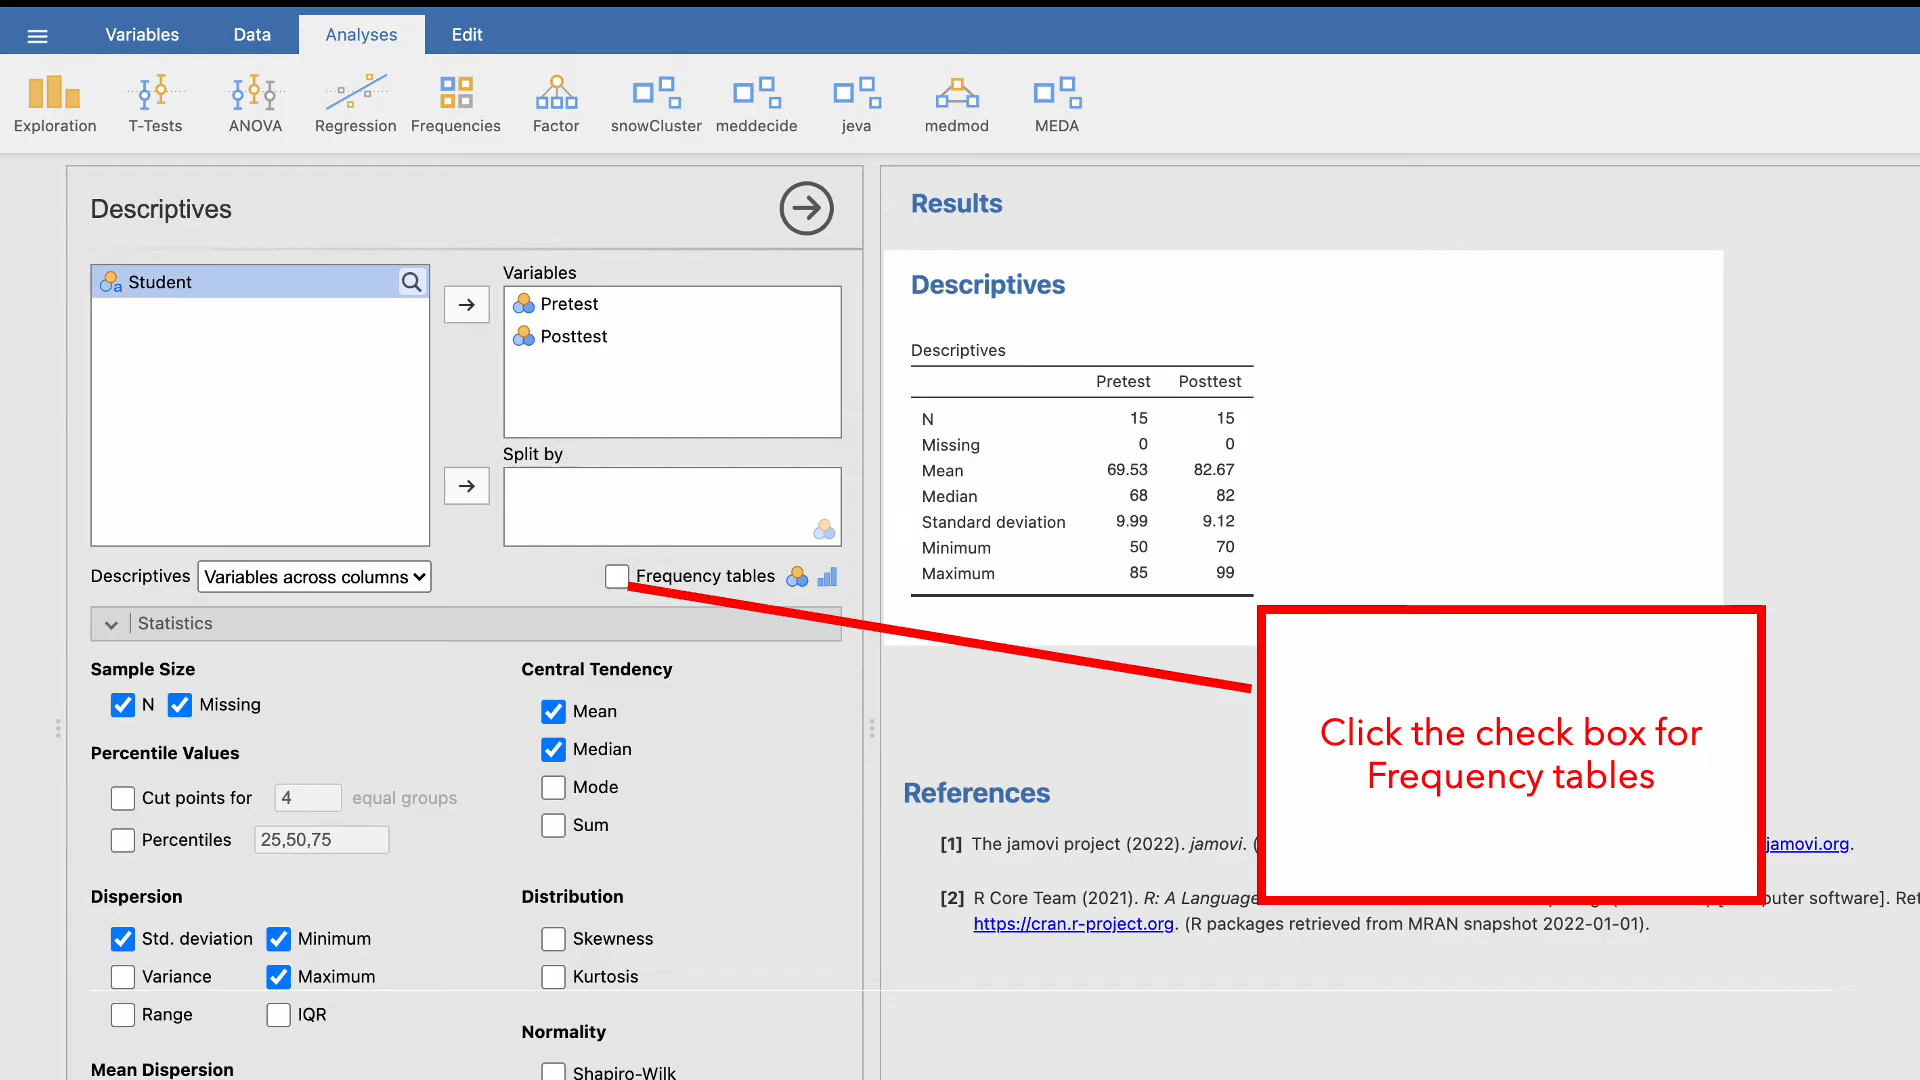 Variables Data Analyses Edit
Exploration T-Tests ANOVA Regression Frequencies Factor snowCluster meddecide jeva medmod MEDA
Descriptives
Student
a
Variables
Pretest
Posttest
Split by
Descriptives Variables across columns
Frequency tables
Statistics
Sample Size
N Missing
Percentile Values
Cut points for 4 equal groups
Percentiles 25,50,75
Dispersion
Std. deviation Minimum
Variance Maximum
Range IQR
Mean Dispersion
Central Tendency
Mean
Median
Mode
Sum
Distribution
Skewness
Kurtosis
Normality
Shapiro-Wilk
Results
Descriptives
Descriptives
Pretest Posttest
N 15 15
Missing 0 0
Mean 69.53 82.67
Median 68 82
Standard deviation 9.99 9.12
Minimum 50 70
Maximum 85 99
Click the check box for
Frequency tables
References
[1] The jamovi project (2022). jamovi. ( jamovi.org.
[2] R Core Team (2021). R: A Language puter software]. Ret
https://cran.r-project.org. (R packages retrieved from MRAN snapshot 2022-01-01).